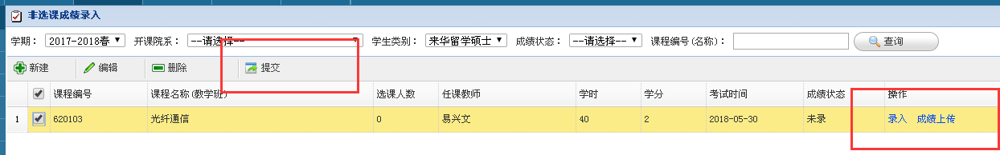 非选课成绩录入
学期： 2017-2018春 开课院系： --请选择-- 学生类别： 来华留学硕士 成绩状态： --请选择-- 课程编号(名称)： 查询
新建 编辑 删除 提交
课程编号 课程名称(教学班) 选课人数 任课教师 学时 学分 考试时间 成绩状态 操作
1 620103 光纤通信 0 易兴文 40 2 2018-05-30 未录 录入 成绩上传